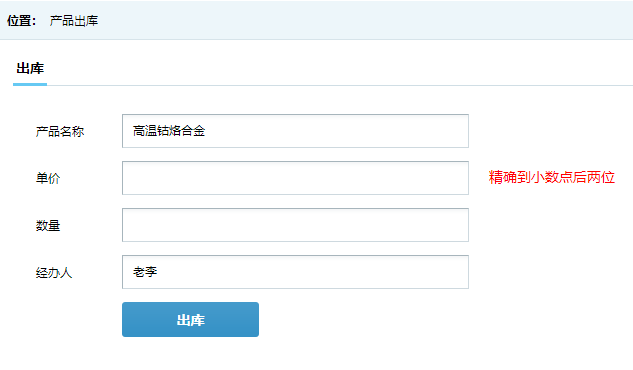 位置： 产品出库
出库
产品名称 高温钴烙合金
单价 精确到小数点后两位
数量
经办人 老李
出库